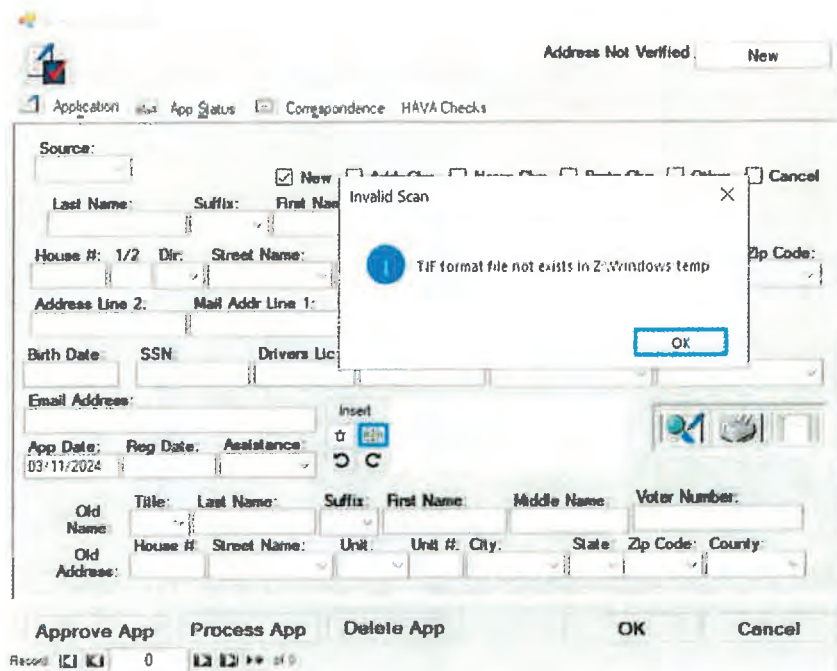 Address Not Verified New
Application App Status Correspondence HAVA Checks
Source:
New Cancel
Last Name: Suffix: First Nam
Invalid Scan
House #: 1/2 Dir: Street Name: Zip Code:
TIF format file not exists in Z:\Windows\temp
Address Line 2: Mail Addr Line 1:
OK
Birth Date: SSN: Drivers Lic
Email Address:
Insert
App Date: Reg Date: Assistance:
03/11/2024
Old Name Title: Last Name: Suffix: First Name: Middle Name: Voter Number:
Old Address: House # Street Name: Unit: Unit #: City: State: Zip Code: County:
Approve App Process App Delete App OK Cancel
Record: 0 of 0